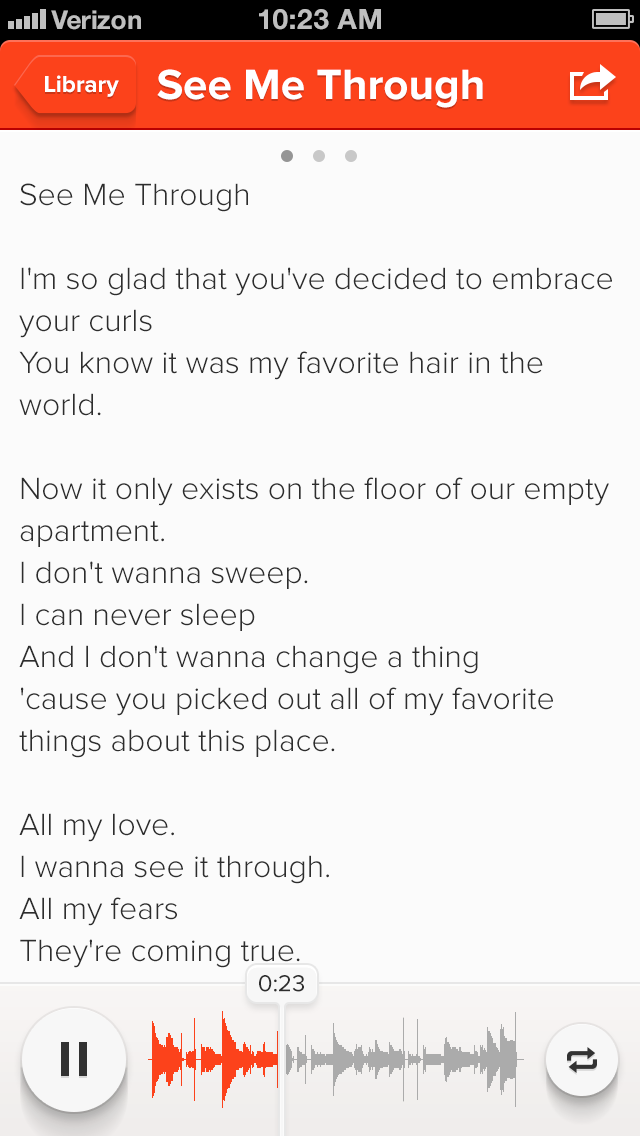 Verizon 10:23 AM
Library See Me Through
See Me Through
I'm so glad that you've decided to embrace
your curls
You know it was my favorite hair in the
world.
Now it only exists on the floor of our empty
apartment.
I don't wanna sweep.
I can never sleep
And I don't wanna change a thing
'cause you picked out all of my favorite
things about this place.
All my love.
I wanna see it through.
All my fears
They're coming true.
0:23